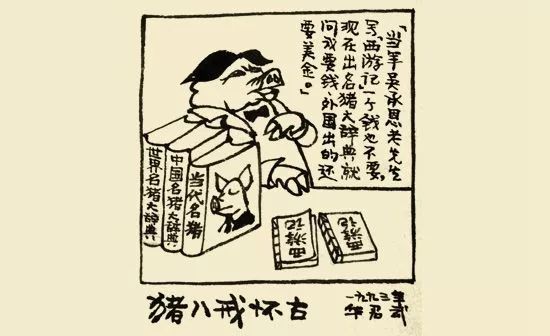 「当年吴承恩老先生
写“西游记”一个钱也不要。
现在出名猪大辞典就
问我要钱、外国出的还
要美金。」
世界名猪大辞典
中国名猪大辞典
当代名猪
西游记
西游记
猪八戒怀古
一九九三年
华君武